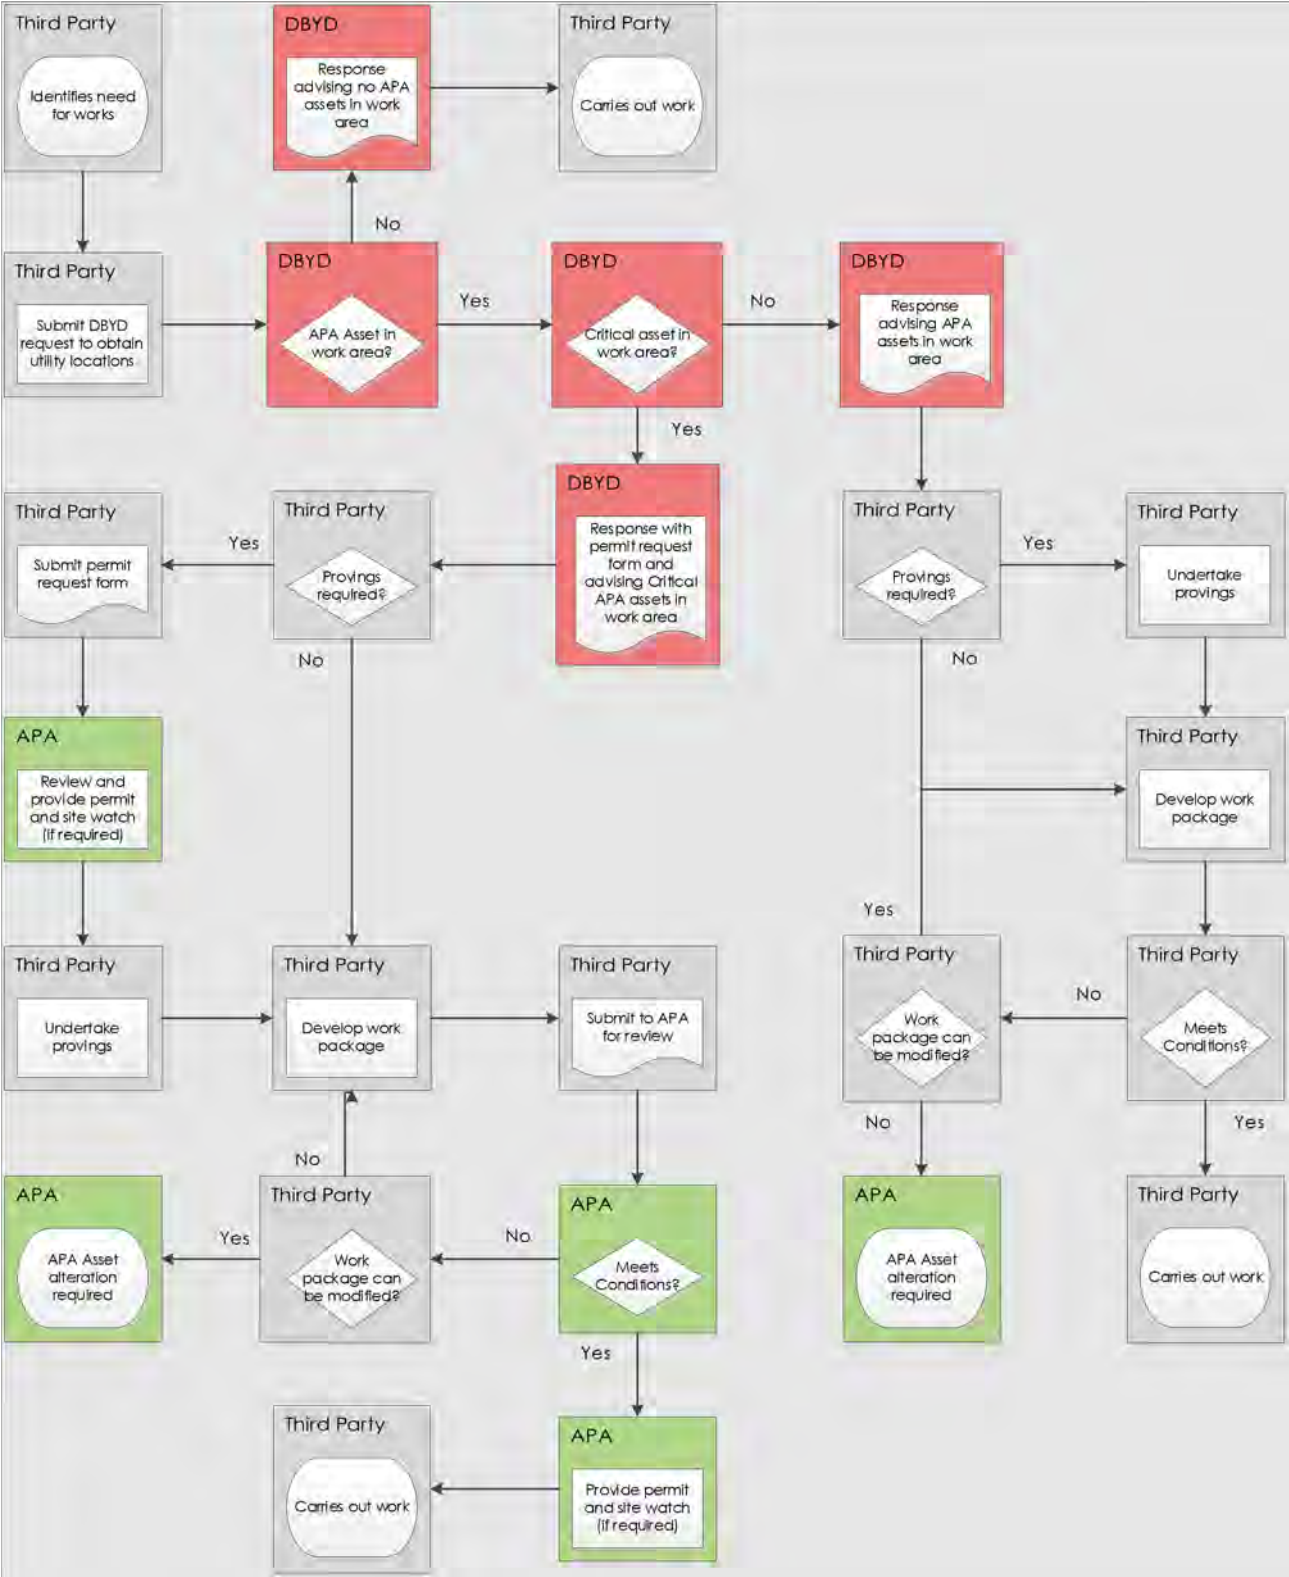 Third Party
Identifies need
for works
DBYD
Response
advising no APA
assets in work
area
Third Party
Carries out work
No
Third Party
Submit DBYD
request to obtain
utility locations
DBYD
APA Asset in
work area?
Yes
DBYD
Critical asset in
work area?
No
DBYD
Response
advising APA
assets in work
area
Yes
Third Party
Submit permit
request form
Yes
Third Party
Provings
required?
No
DBYD
Response with
permit request
form and
advising Critical
APA assets in
work area
Third Party
Provings
required?
Yes
No
Third Party
Undertake
provings
APA
Review and
provide permit
and site watch
(if required)
Third Party
Develop work
package
Yes
Third Party
Undertake
provings
Third Party
Develop work
package
Third Party
Submit to APA
for review
Third Party
Work
package can
be modified?
No
Third Party
Meets
Conditions?
No
Yes
No
APA
APA Asset
alteration
required
Yes
Third Party
Work
package can
be modified?
No
APA
Meets
Conditions?
APA
APA Asset
alteration
required
Third Party
Carries out work
Yes
Third Party
Carries out work
APA
Provide permit
and site watch
(if required)